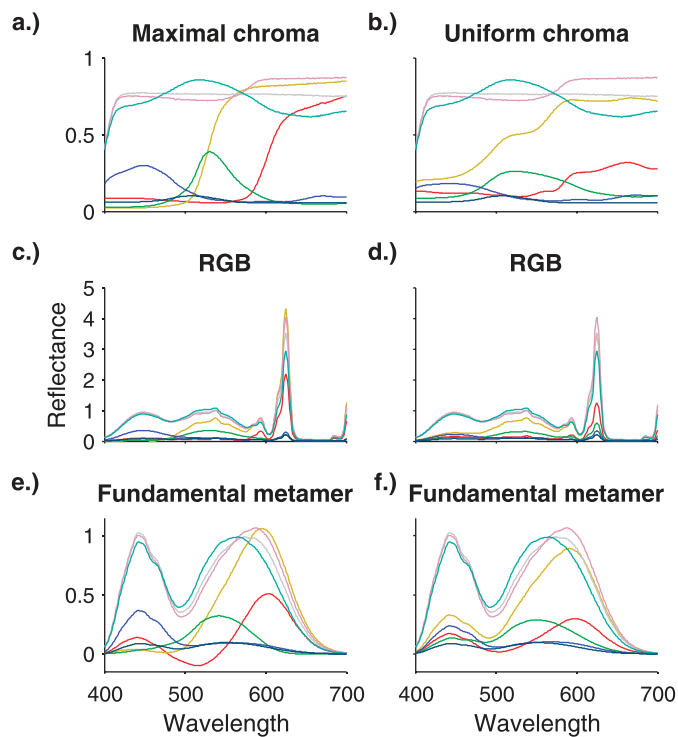 a.)
Maximal chroma
b.)
Uniform chroma
1
0.5
0
c.)
RGB
d.)
RGB
5
4
3
2
1
0
Reflectance
e.)
Fundamental metamer
f.)
Fundamental metamer
1
0.5
0
400 500 600 700
400 500 600 700
Wavelength
Wavelength